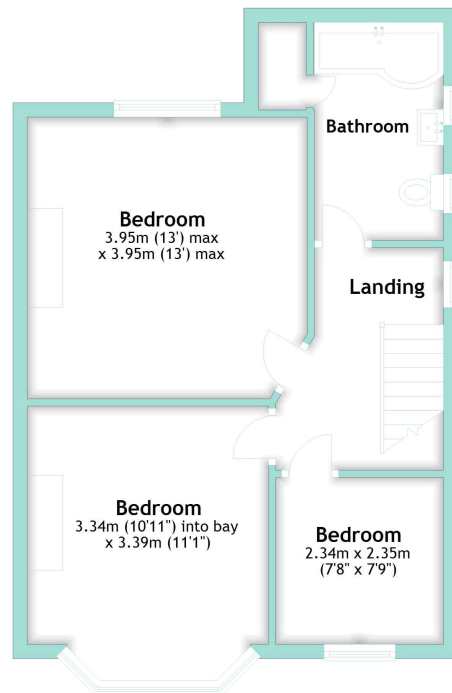 Bathroom
Bedroom
3.95m (13') max
x 3.95m (13') max
Landing
Bedroom
3.34m (10'11") into bay
x 3.39m (11'1")
Bedroom
2.34m x 2.35m
(7'8" x 7'9")